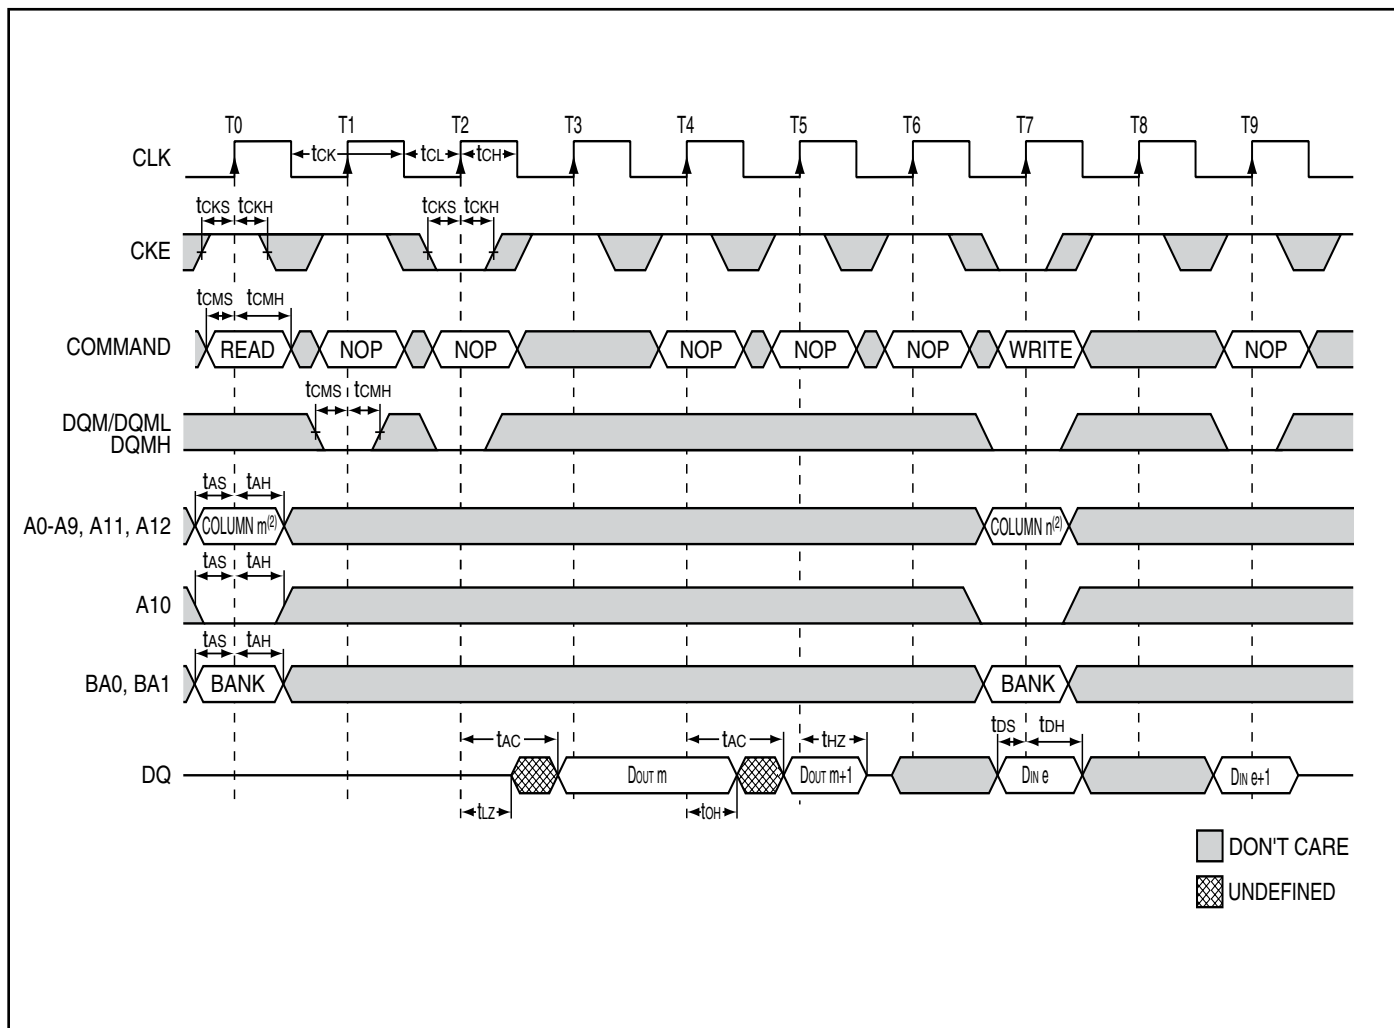 T0 T1 T2 T3 T4 T5 T6 T7 T8 T9
CLK tCK tCL tCH
tCKS tCKH tCKS tCKH
CKE
tCMS tCMH
COMMAND READ NOP NOP NOP NOP NOP WRITE NOP
tCMS tCMH
DQM/DQML
DQMH
tAS tAH
A0-A9, A11, A12 COLUMN m(2) COLUMN n(2)
tAS tAH
A10
tAS tAH
BA0, BA1 BANK BANK
tAC tAC tHZ tDS tDH
DQ DOUT m DOUT m+1 DIN e DIN e+1
tLZ tOH
DON'T CARE
UNDEFINED